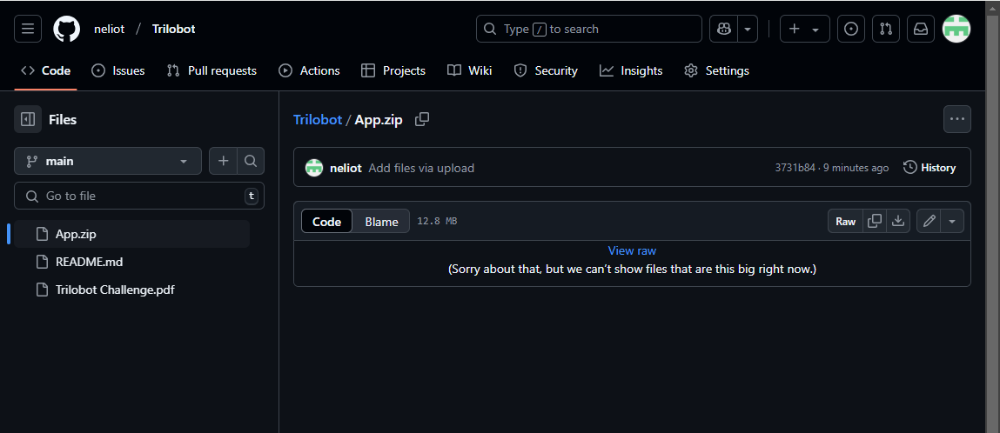 neliot / Trilobot
Type / to search
Code Issues Pull requests Actions Projects Wiki Security Insights Settings
Files
main
Go to file t
App.zip
README.md
Trilobot Challenge.pdf
Trilobot / App.zip
neliot Add files via upload 3731b84 · 9 minutes ago History
Code Blame 12.8 MB Raw
View raw
(Sorry about that, but we can’t show files that are this big right now.)